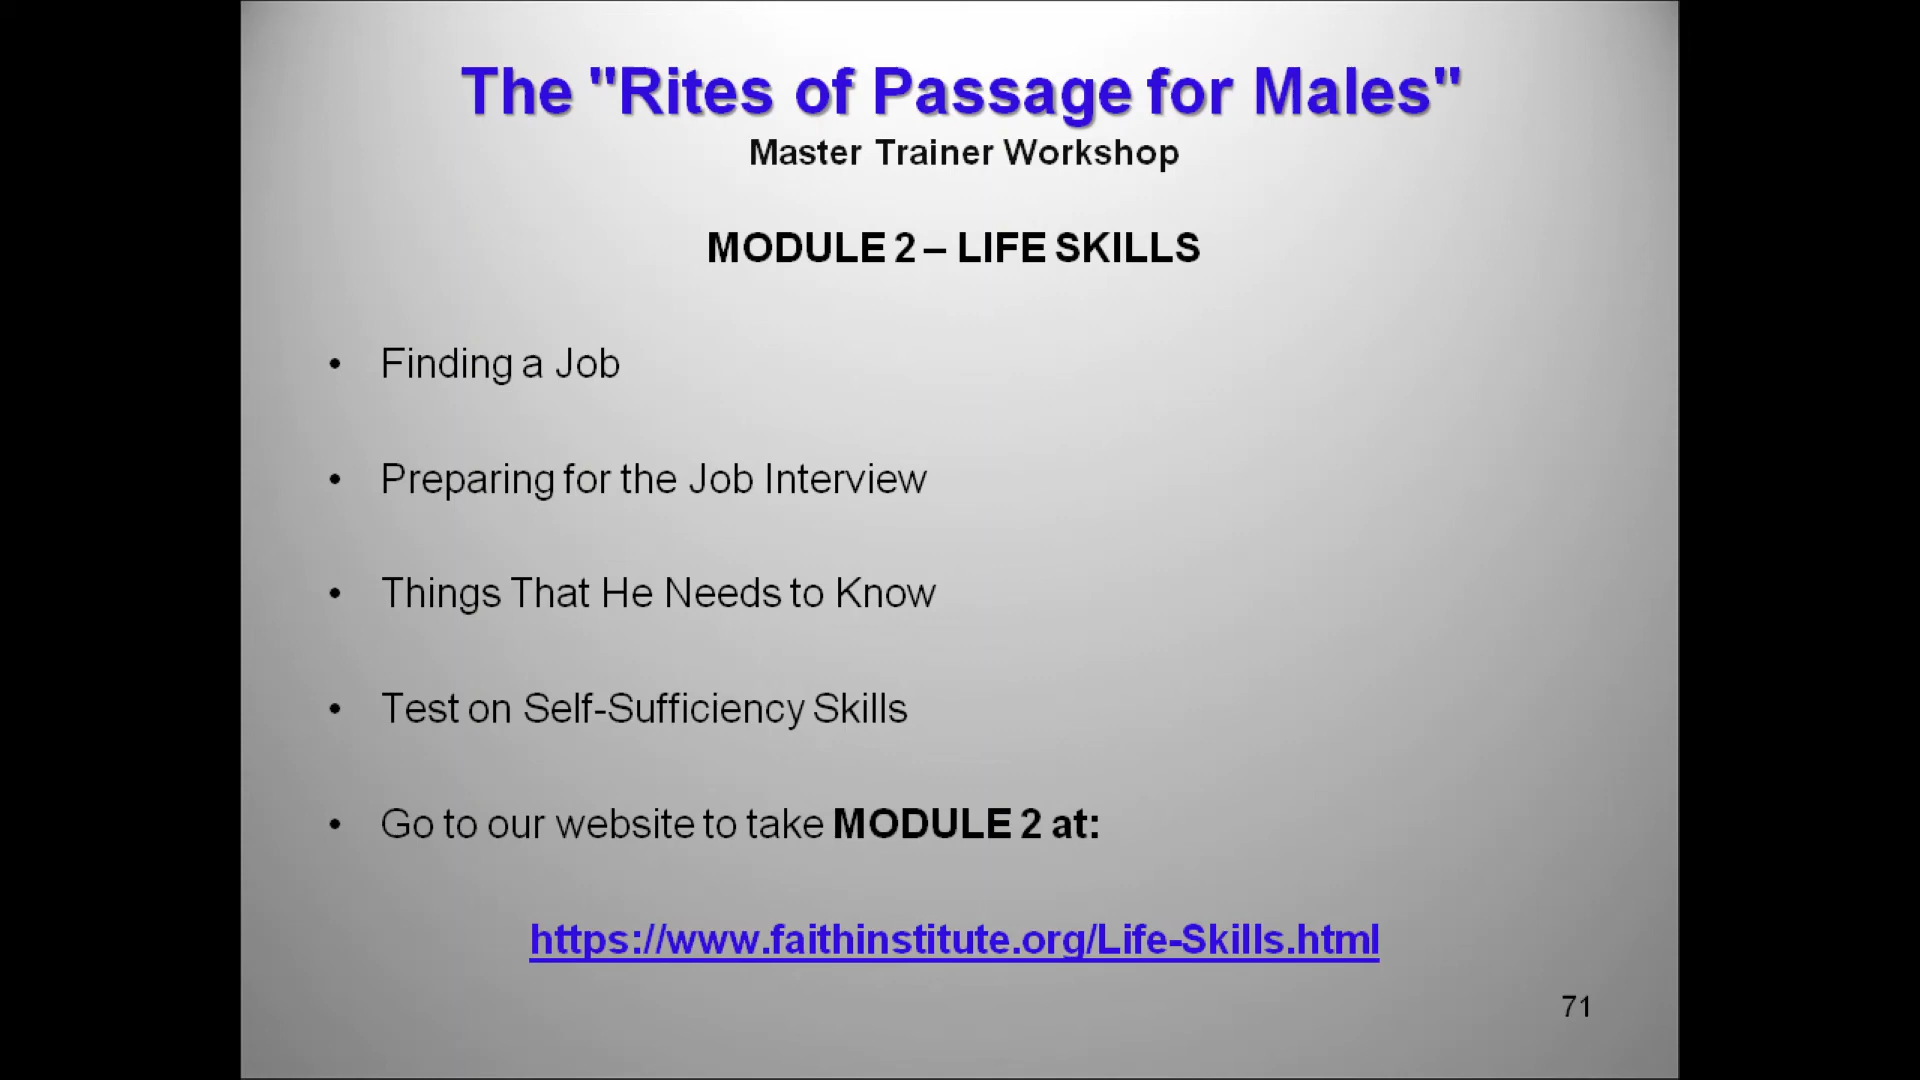 The "Rites of Passage for Males"
Master Trainer Workshop
MODULE 2 – LIFE SKILLS
• Finding a Job
• Preparing for the Job Interview
• Things That He Needs to Know
• Test on Self-Sufficiency Skills
• Go to our website to take MODULE 2 at:
https://www.faithinstitute.org/Life-Skills.html
71